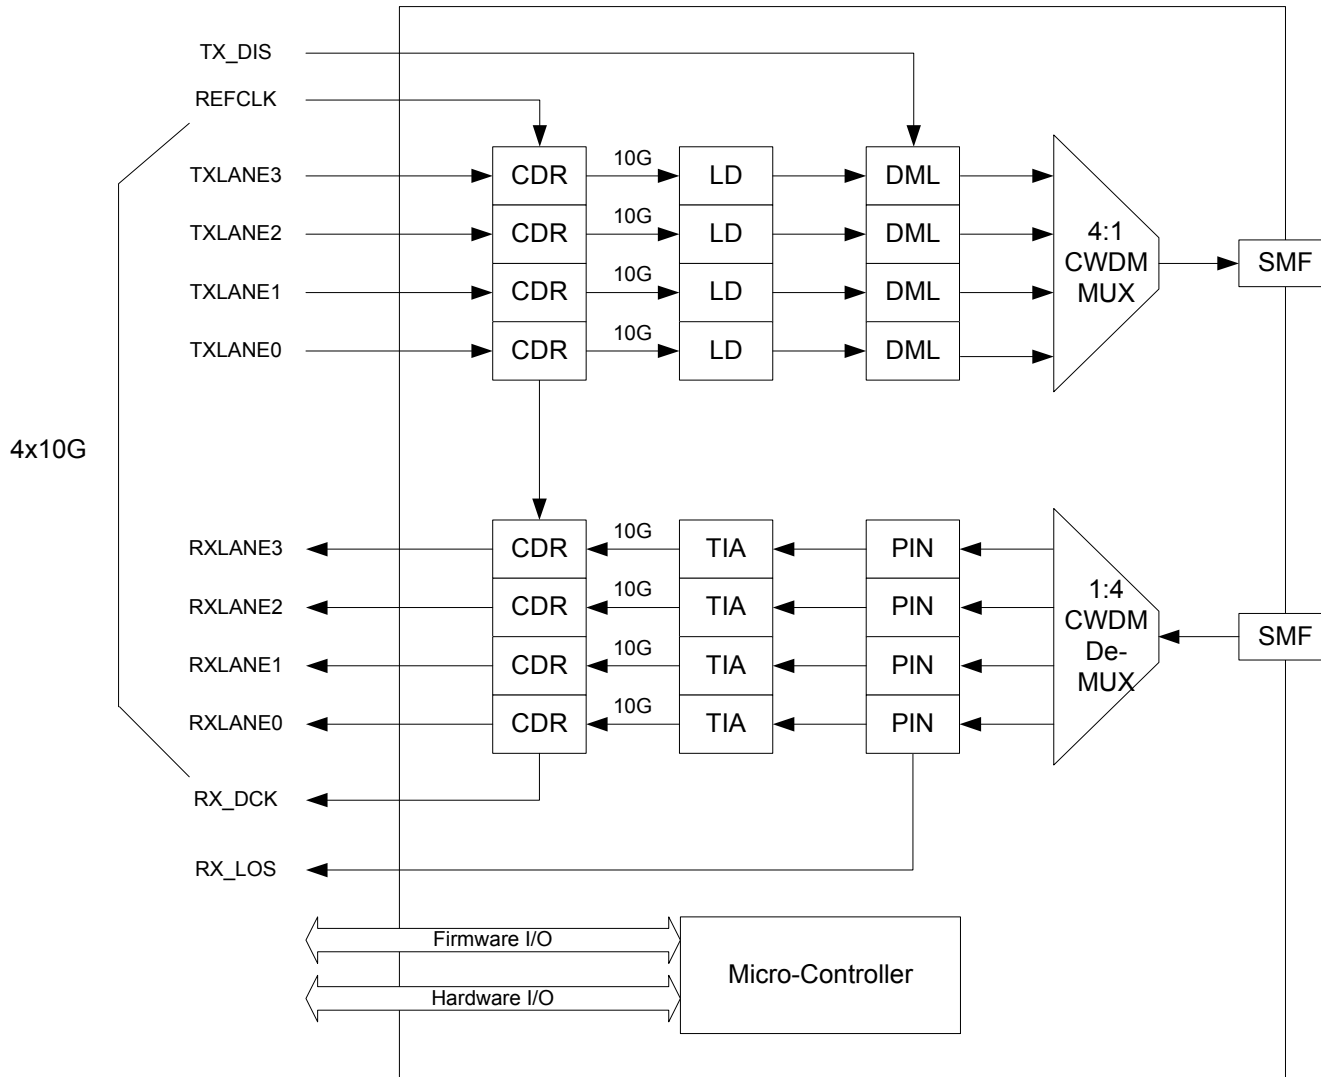 TX_DIS
REFCLK
TXLANE3
CDR
10G
LD
DML
TXLANE2
CDR
10G
LD
DML
TXLANE1
CDR
10G
LD
DML
TXLANE0
CDR
10G
LD
DML
4:1
CWDM
MUX
SMF
4x10G
RXLANE3
CDR
10G
TIA
PIN
RXLANE2
CDR
10G
TIA
PIN
RXLANE1
CDR
10G
TIA
PIN
RXLANE0
CDR
10G
TIA
PIN
1:4
CWDM
De-
MUX
SMF
RX_DCK
RX_LOS
Firmware I/O
Hardware I/O
Micro-Controller